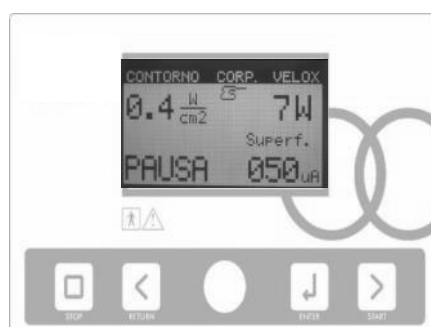 CONTORNO CORP. VELOX
0.4 W/cm2 7W
Superf.
PAUSA 050uA
STOP RETURN ENTER START